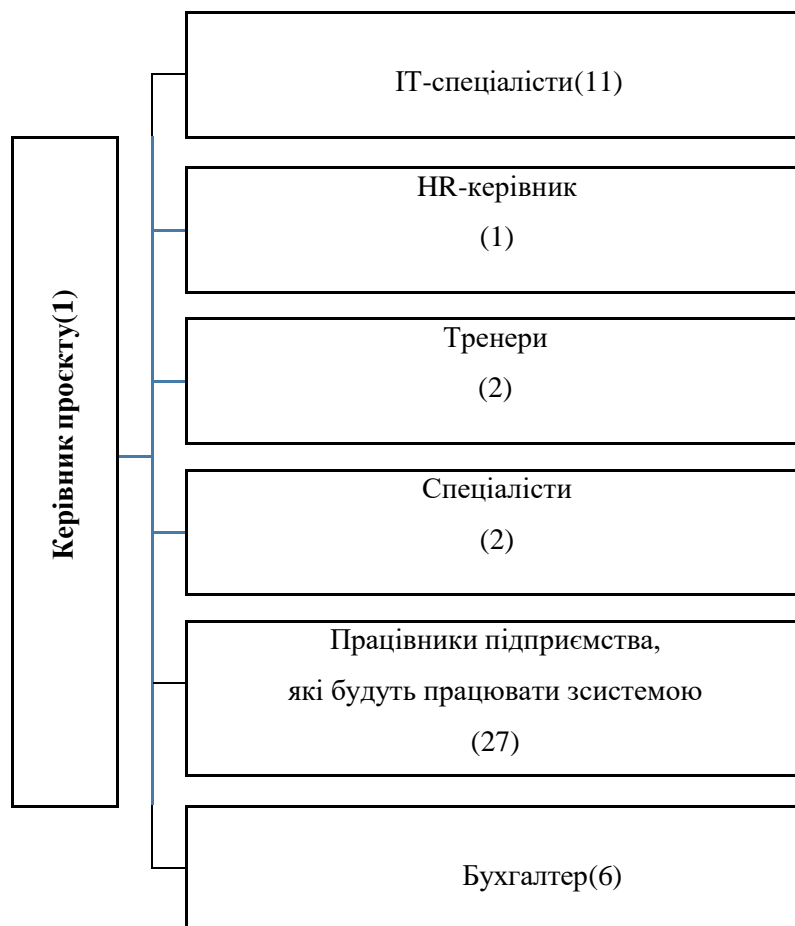 Керівник проєкту(1)
ІТ-спеціалісти(11)
HR-керівник
(1)
Тренери
(2)
Спеціалісти
(2)
Працівники підприємства,
які будуть працювати зсистемою
(27)
Бухгалтер(6)